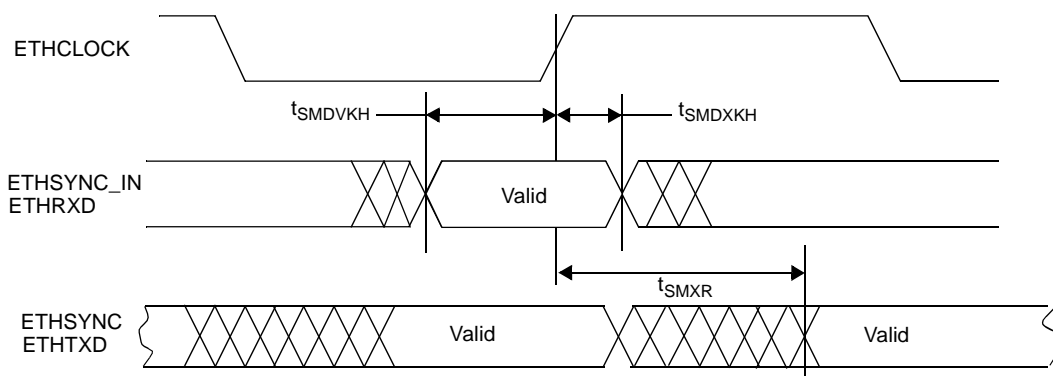 ETHCLOCK
tSMDVKH
tSMDXKH
ETHSYNC_IN
ETHRXD
Valid
tSMXR
ETHSYNC
ETHTXD
Valid
Valid